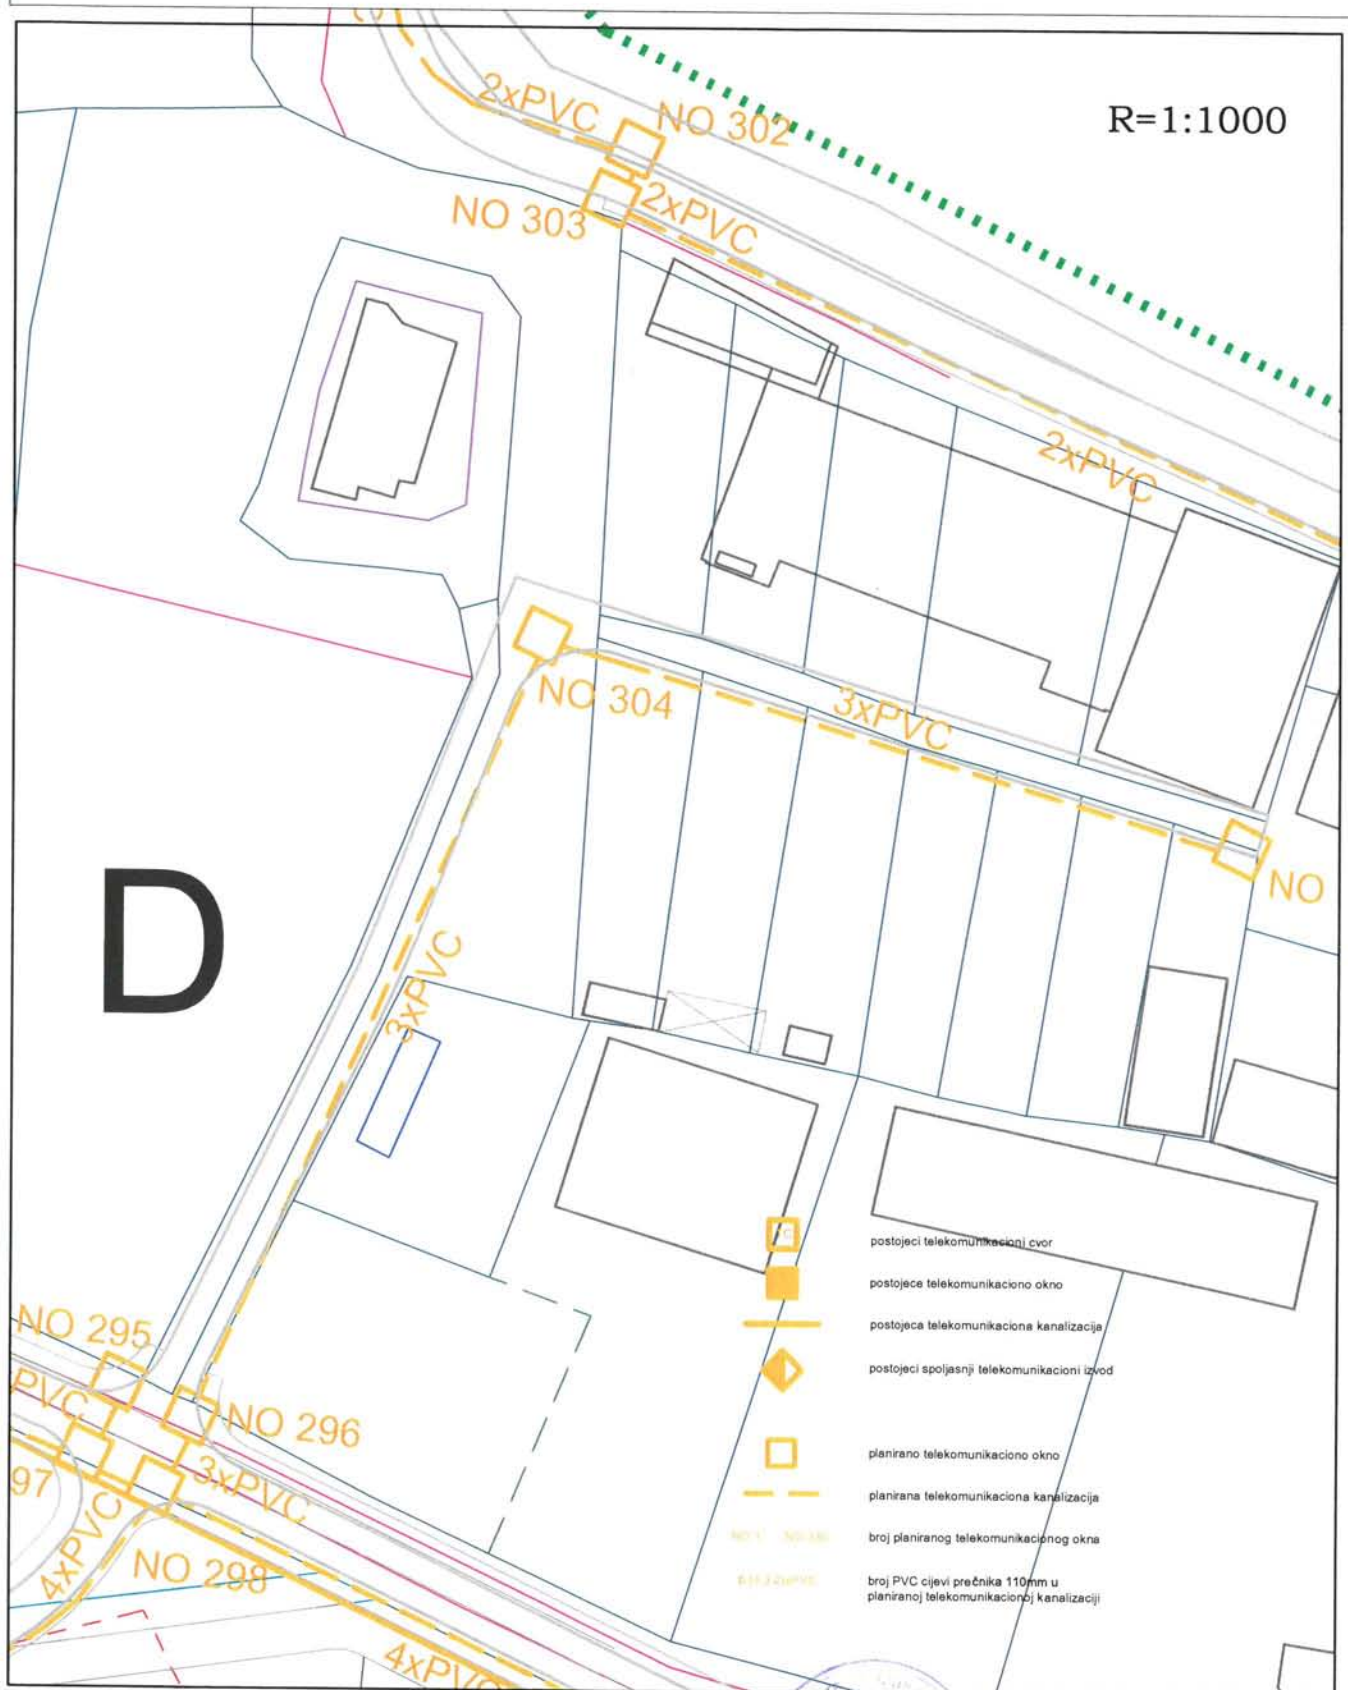 R=1:1000
2xPVC
NO 302
NO 303
2xPVC
2xPVC
NO 304
3xPVC
NO
D
3xPVC
NO 295
PVC
NO 296
97
3xPVC
4xPVC
NO 298
4xPVC
postojeci telekomunikacioni cvor
postojece telekomunikaciono okno
postojeca telekomunikaciona kanalizacija
postojeci spoljasnji telekomunikacioni izvod
planirano telekomunikaciono okno
planirana telekomunikaciona kanalizacija
broj planiranog telekomunikacionog okna
broj PVC cijevi prečnika 110mm u
planiranoj telekomunikacionoj kanalizaciji